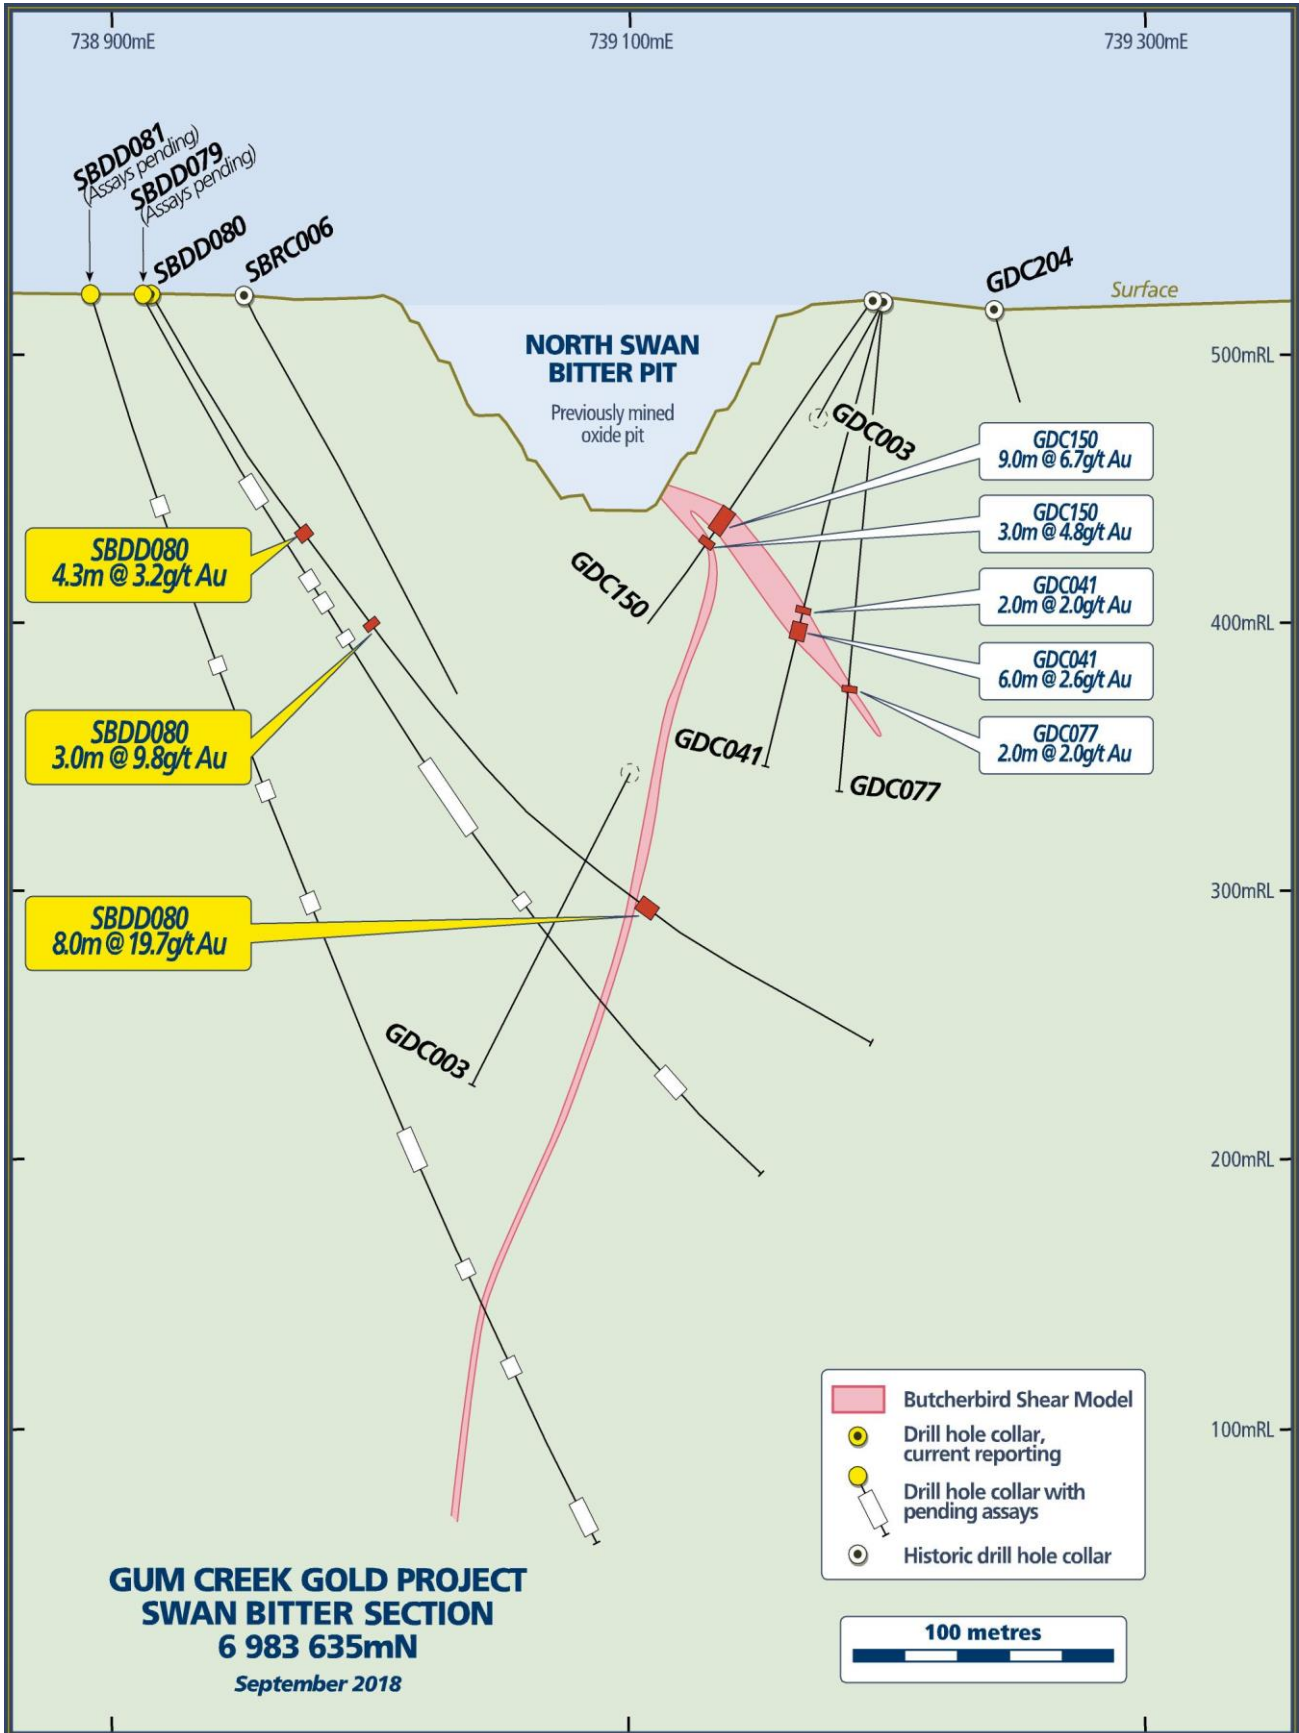 738 900mE
739 100mE
739 300mE
SBDD081
(Assays pending)
SBDD079
(Assays pending)
SBDD080
SBRC006
GDC204
Surface
NORTH SWAN
BITTER PIT
Previously mined
oxide pit
500mRL
GDC003
GDC150
9.0m @ 6.7g/t Au
GDC150
3.0m @ 4.8g/t Au
SBDD080
4.3m @ 3.2g/t Au
GDC150
GDC041
2.0m @ 2.0g/t Au
400mRL
GDC041
6.0m @ 2.6g/t Au
SBDD080
3.0m @ 9.8g/t Au
GDC041
GDC077
2.0m @ 2.0g/t Au
GDC077
300mRL
SBDD080
8.0m @ 19.7g/t Au
GDC003
200mRL
100mRL
Butcherbird Shear Model
Drill hole collar,
current reporting
Drill hole collar with
pending assays
Historic drill hole collar
GUM CREEK GOLD PROJECT
SWAN BITTER SECTION
6 983 635mN
September 2018
100 metres